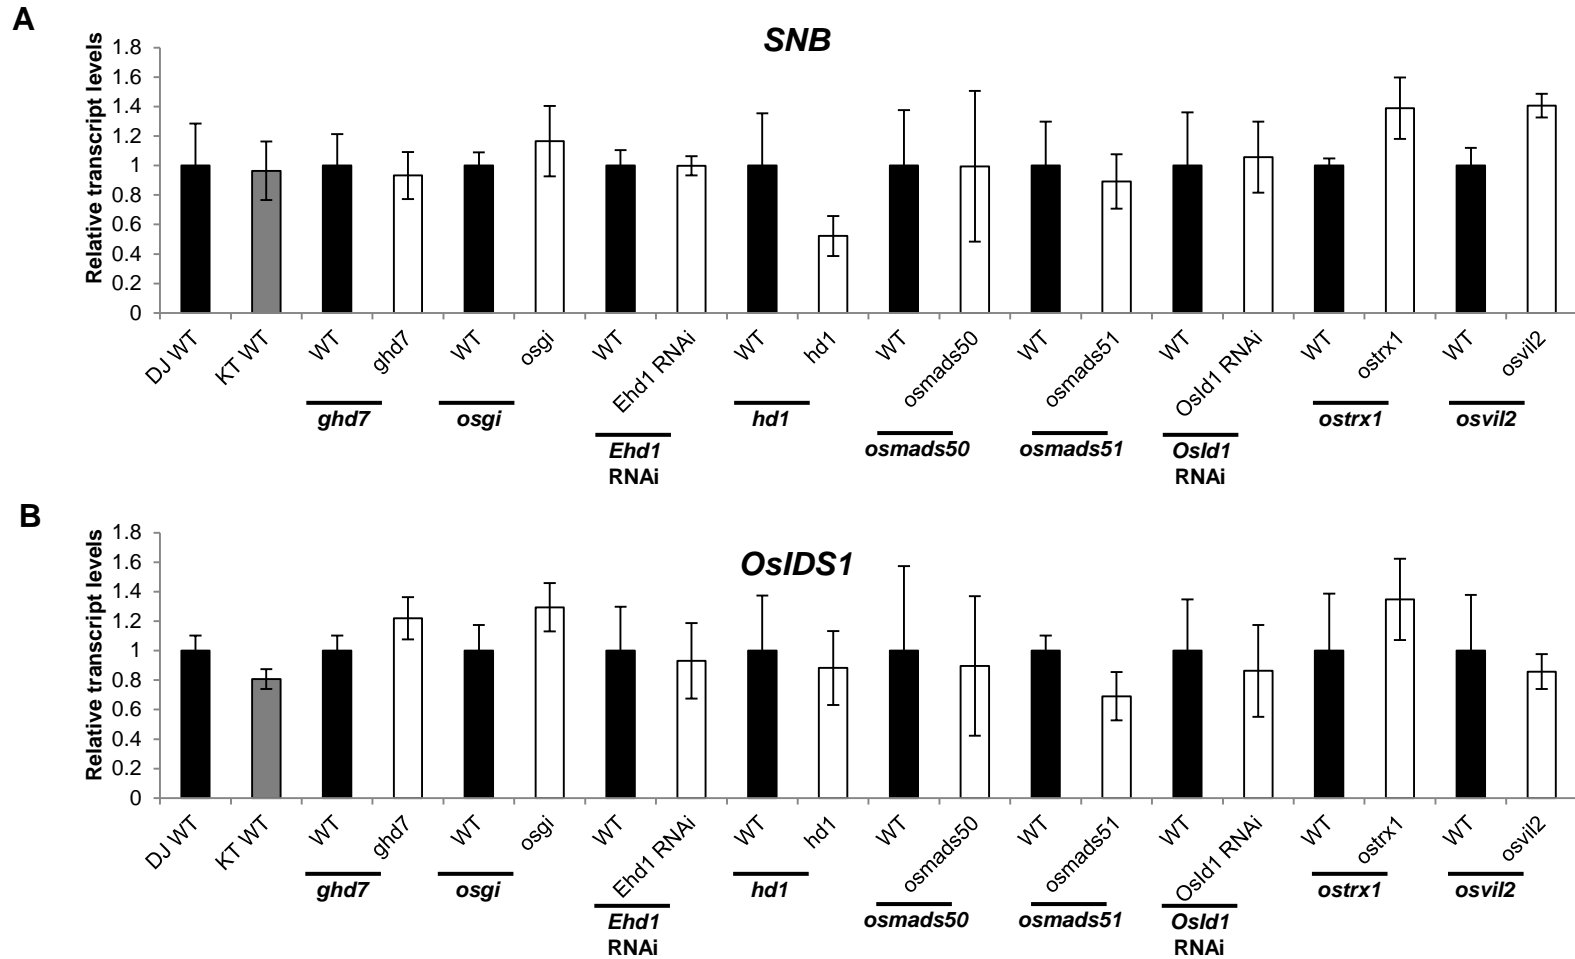 A
SNB
Relative transcript levels
1.8
1.6
1.4
1.2
1
0.8
0.6
0.4
0.2
0
DJ WT
KT WT
WT
ghd7
WT
osgi
WT
Ehd1 RNAi
WT
hd1
WT
osmads50
WT
osmads51
WT
OsId1 RNAi
WT
ostrx1
WT
osvil2
ghd7
osgi
Ehd1
RNAi
hd1
osmads50
osmads51
OsId1
RNAi
ostrx1
osvil2
B
OsIDS1
Relative transcript levels
1.8
1.6
1.4
1.2
1
0.8
0.6
0.4
0.2
0
DJ WT
KT WT
WT
ghd7
WT
osgi
WT
Ehd1 RNAi
WT
hd1
WT
osmads50
WT
osmads51
WT
OsId1 RNAi
WT
ostrx1
WT
osvil2
ghd7
osgi
Ehd1
RNAi
hd1
osmads50
osmads51
OsId1
RNAi
ostrx1
osvil2